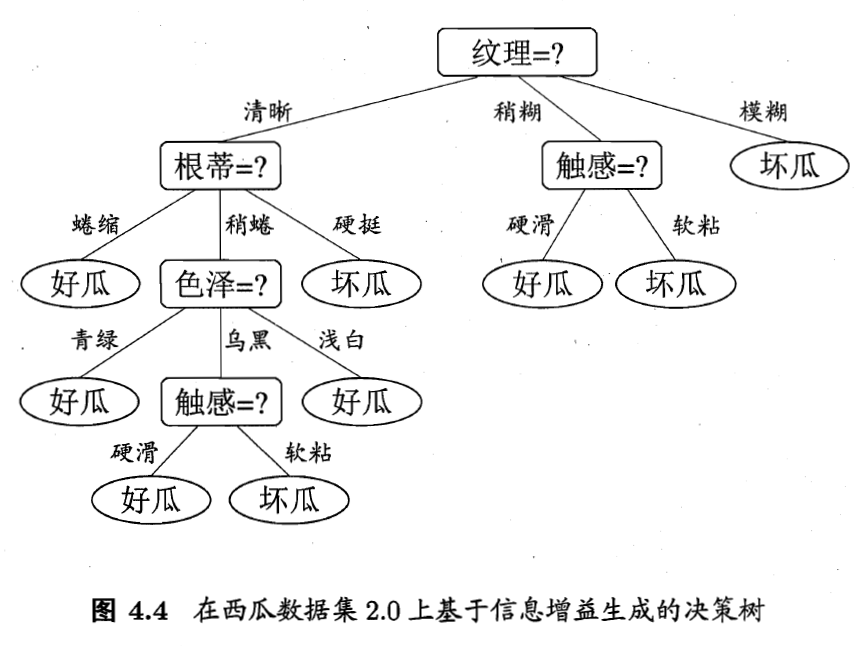 纹理=?
清晰 稍糊 模糊
根蒂=? 触感=? 坏瓜
蜷缩 稍蜷 硬挺 硬滑 软粘
好瓜 色泽=? 坏瓜 好瓜 坏瓜
青绿 乌黑 浅白
好瓜 触感=? 好瓜
硬滑 软粘
好瓜 坏瓜
图 4.4 在西瓜数据集 2.0 上基于信息增益生成的决策树